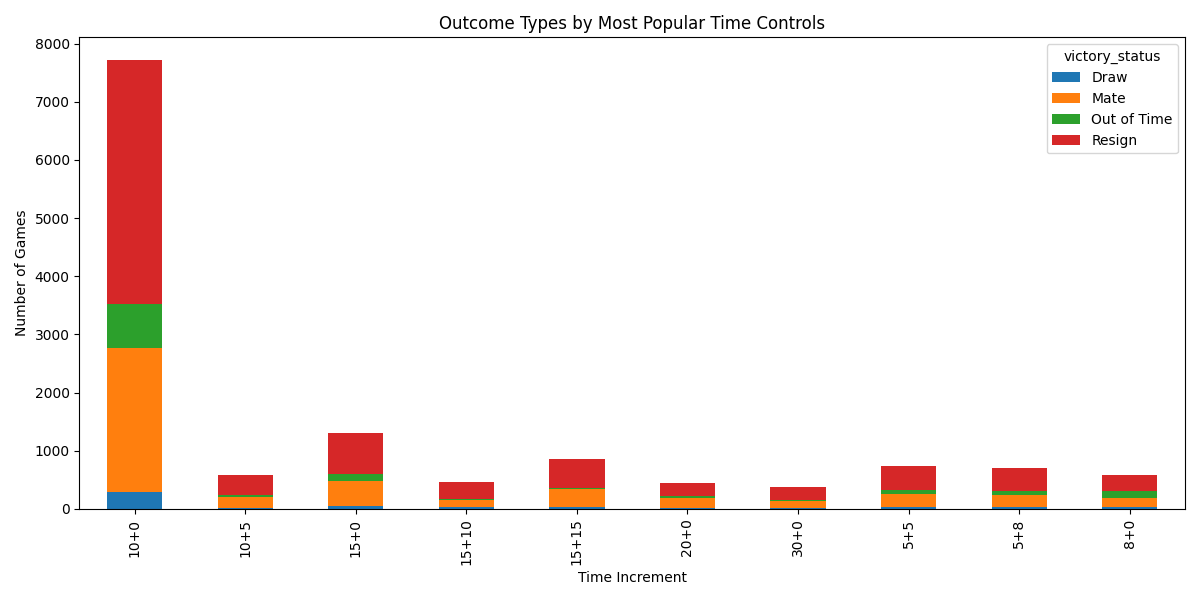 Outcome Types by Most Popular Time Controls
victory_status
Draw
Mate
Out of Time
Resign
Number of Games
8000
7000
6000
5000
4000
3000
2000
1000
0
10+0
10+5
15+0
15+10
15+15
20+0
30+0
5+5
5+8
8+0
Time Increment